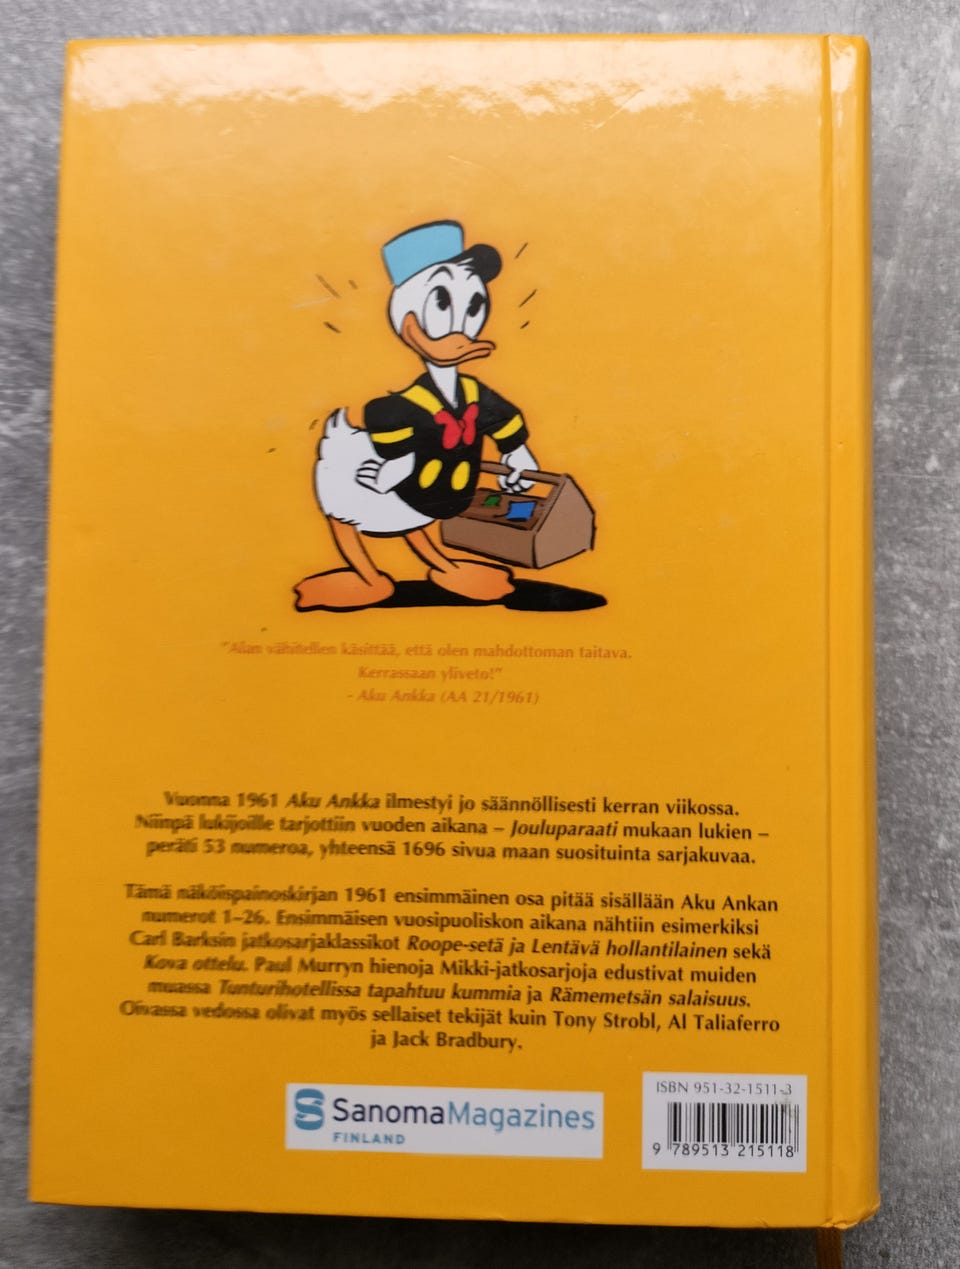 "Alan vähitellen käsittää, että olen mahdottoman taitava.
Kerrassaan yliveto!"
- Aku Ankka (AA 21/1961)
Vuonna 1961 Aku Ankka ilmestyi jo säännöllisesti kerran viikossa.
Niinpä lukijoille tarjottiin vuoden aikana – Jouluparaati mukaan lukien –
peräti 53 numeroa, yhteensä 1696 sivua maan suosituinta sarjakuvaa.
Tämä näköispainoskirjan 1961 ensimmäinen osa pitää sisällään Aku Ankan
numerot 1–26. Ensimmäisen vuosipuoliskon aikana nähtiin esimerkiksi
Carl Barksin jatkosarjaklassikot Roope-setä ja Lentävä hollantilainen sekä
Kova ottelu. Paul Murryn hienoja Mikki-jatkosarjoja edustivat muiden
muassa Tunturihotellissa tapahtuu kummia ja Rämemetsän salaisuus.
Oivassa vedossa olivat myös sellaiset tekijät kuin Tony Strobl, Al Taliaferro
ja Jack Bradbury.
SanomaMagazines
FINLAND
ISBN 951-32-1511-3
9 789513 215118